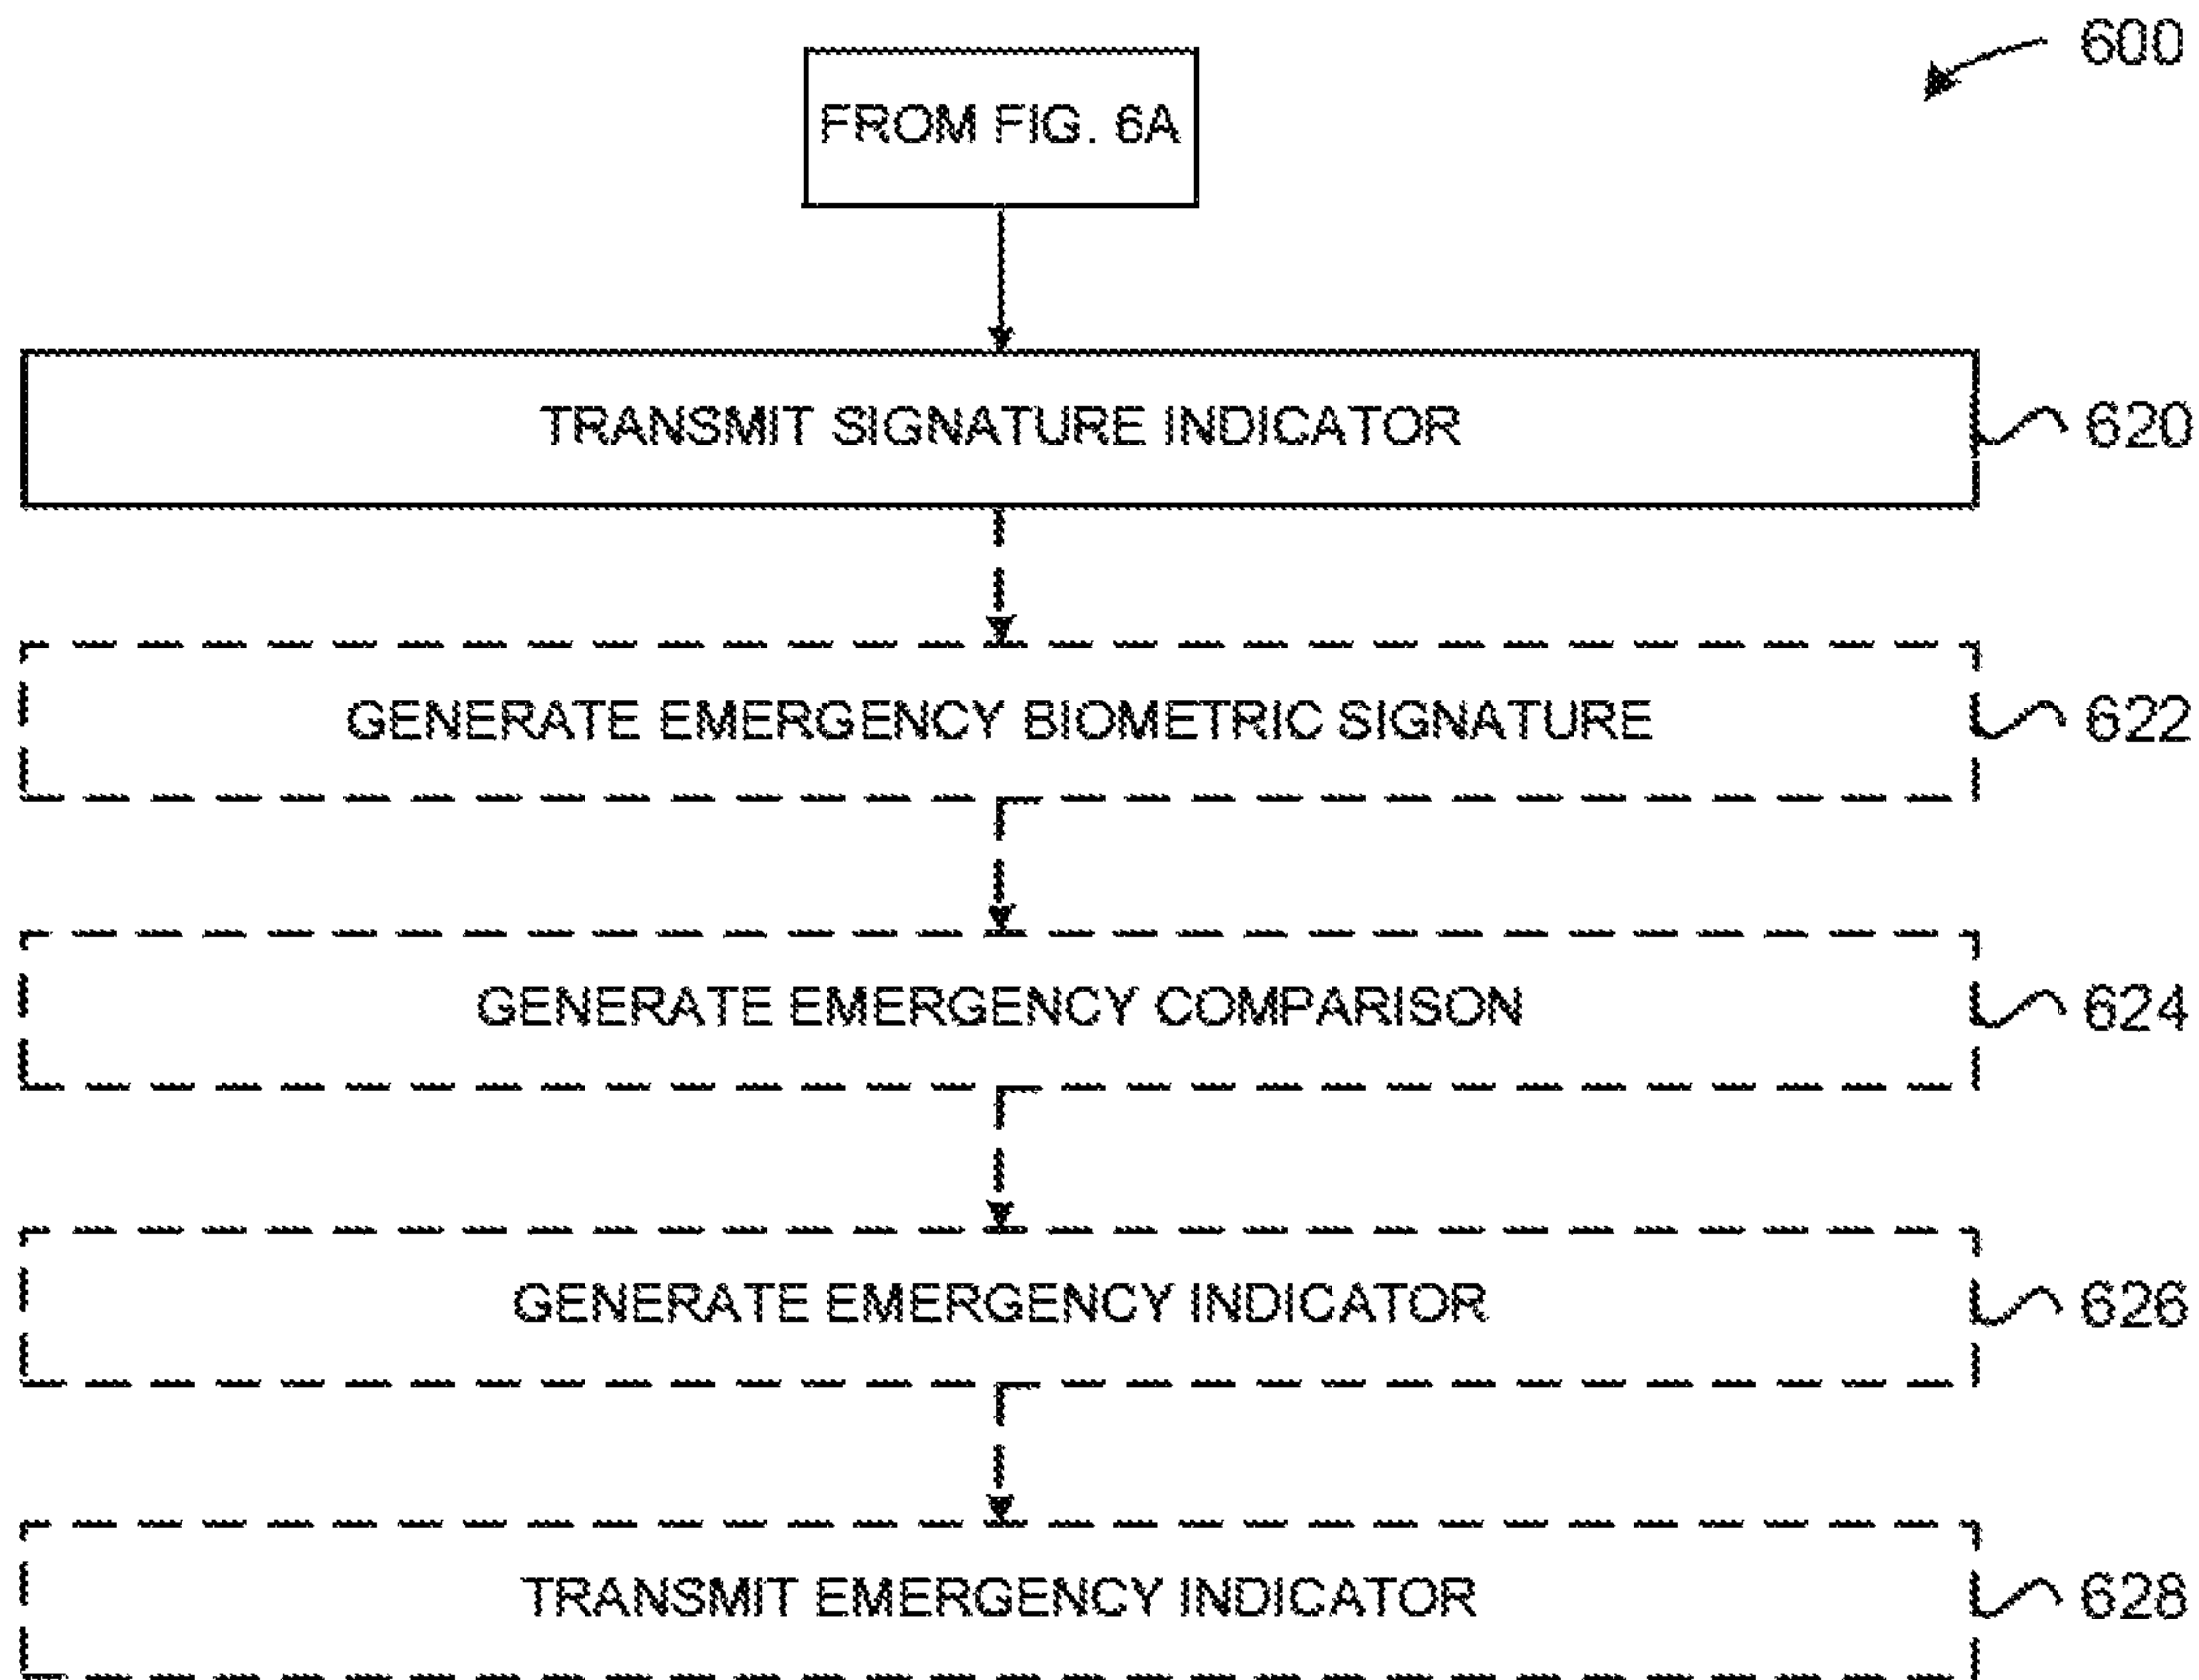 600
FROM FIG. 6A
TRANSMIT SIGNATURE INDICATOR
620
GENERATE EMERGENCY BIOMETRIC SIGNATURE
622
GENERATE EMERGENCY COMPARISON
624
GENERATE EMERGENCY INDICATOR
626
TRANSMIT EMERGENCY INDICATOR
628